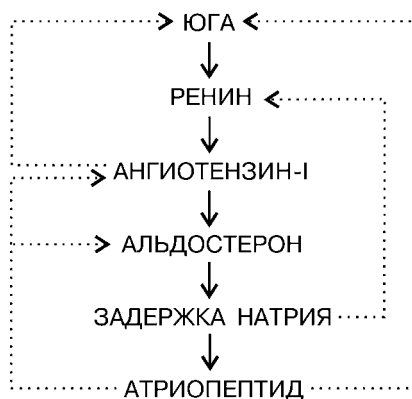 ЮГА
РЕНИН
АНГИОТЕНЗИН-I
АЛЬДОСТЕРОН
ЗАДЕРЖКА НАТРИЯ
АТРИОПЕПТИД